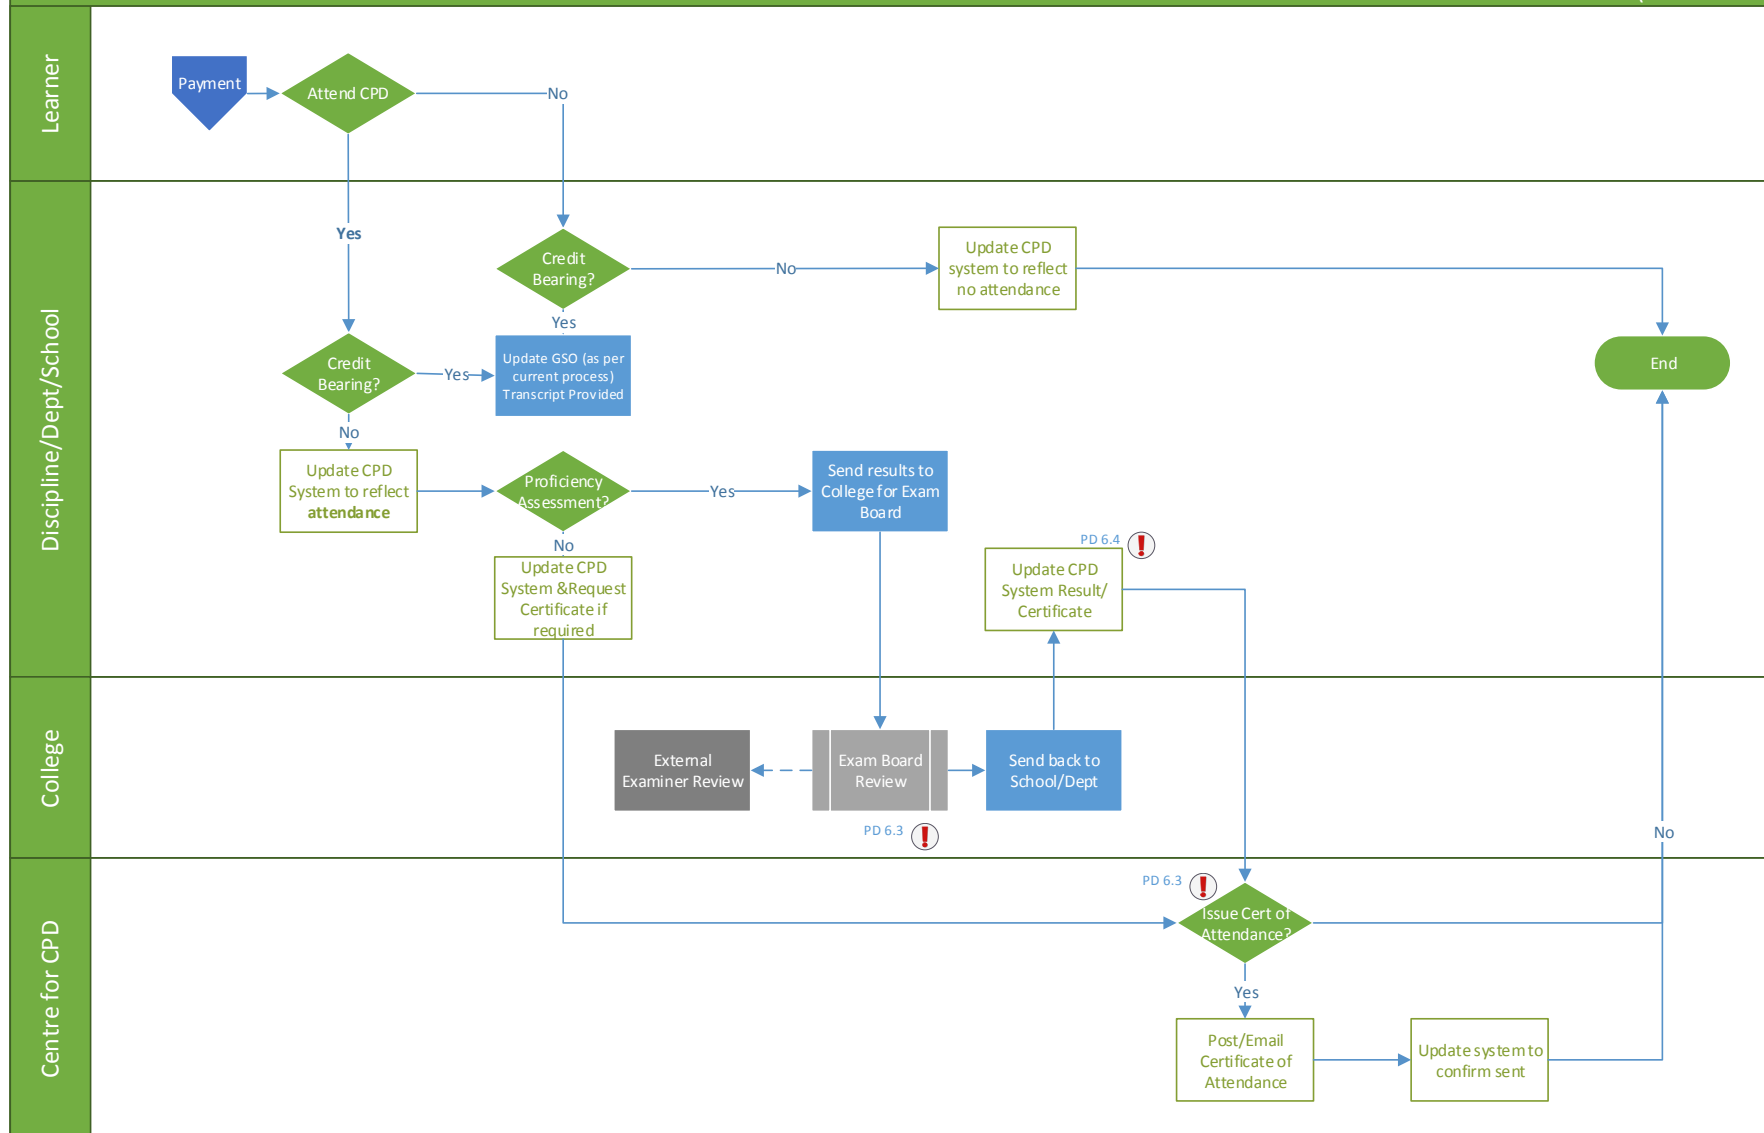 Learner
Payment
Attend CPD
No
Discipline/Dept/School
Yes
Credit
Bearing?
No
Update CPD
system to reflect
no attendance
Yes
Credit
Bearing?
Yes
Update GSO (as per
current process)
Transcript Provided
End
No
Update CPD
System to reflect
attendance
Proficiency
Assessment?
Yes
Send results to
College for Exam
Board
No
Update CPD
System &Request
Certificate if
required
PD 6.4
Update CPD
System Result/
Certificate
College
External
Examiner Review
Exam Board
Review
Send back to
School/Dept
PD 6.3
No
Centre for CPD
PD 6.3
Issue Cert of
Attendance?
Yes
Post/Email
Certificate of
Attendance
Update system to
confirm sent